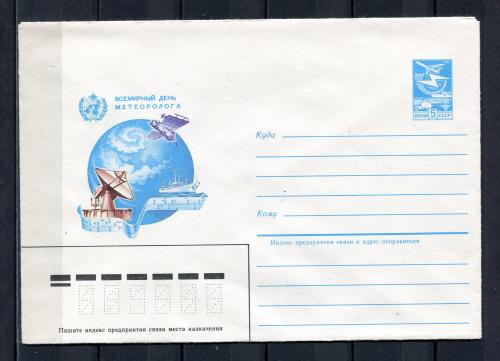 ВСЕМИРНЫЙ ДЕНЬ
МЕТЕОРОЛОГА
ПОЧТА 5 СССР
Куда
Кому
Индекс предприятия связи и адрес отправителя
Пишите индекс предприятия связи места назначения